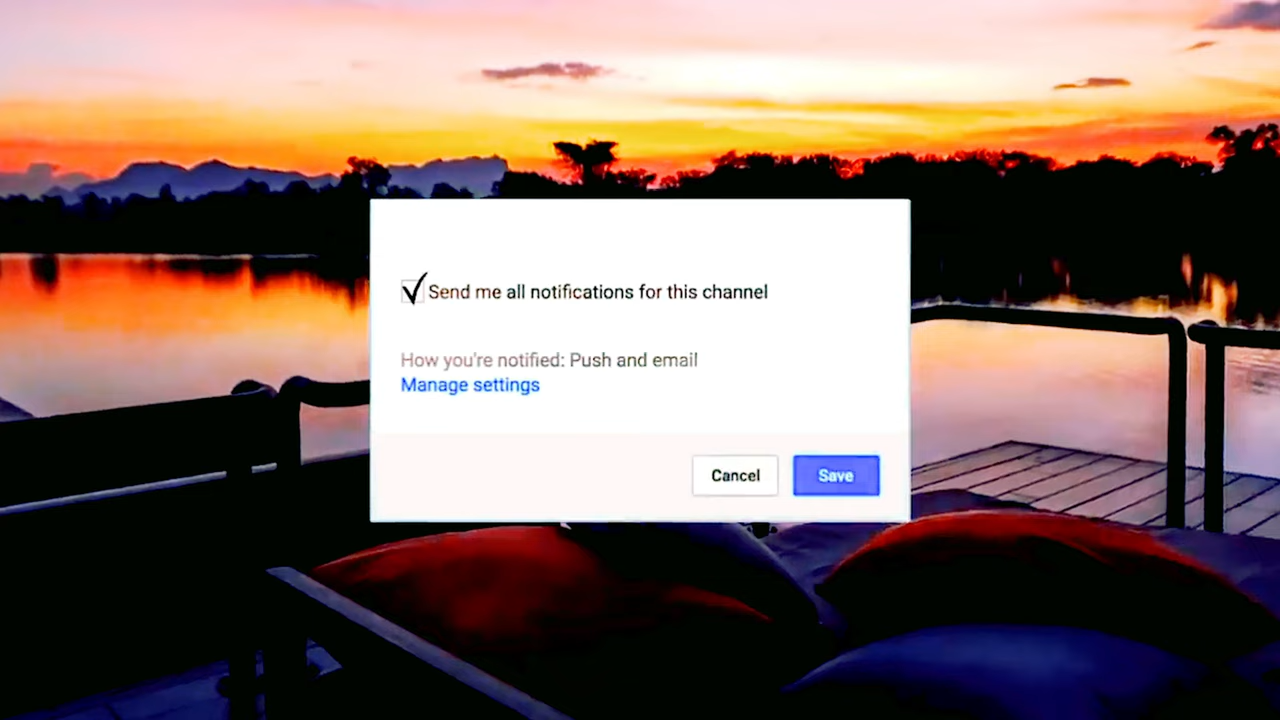 Send me all notifications for this channel
How you're notified: Push and email
Manage settings
Cancel
Save